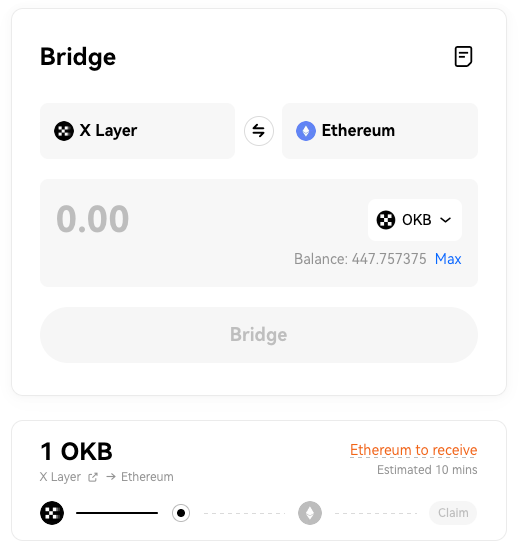 Bridge
X Layer
Ethereum
0.00
OKB
Balance: 447.757375 Max
Bridge
1 OKB
Ethereum to receive
X Layer → Ethereum
Estimated 10 mins
Claim